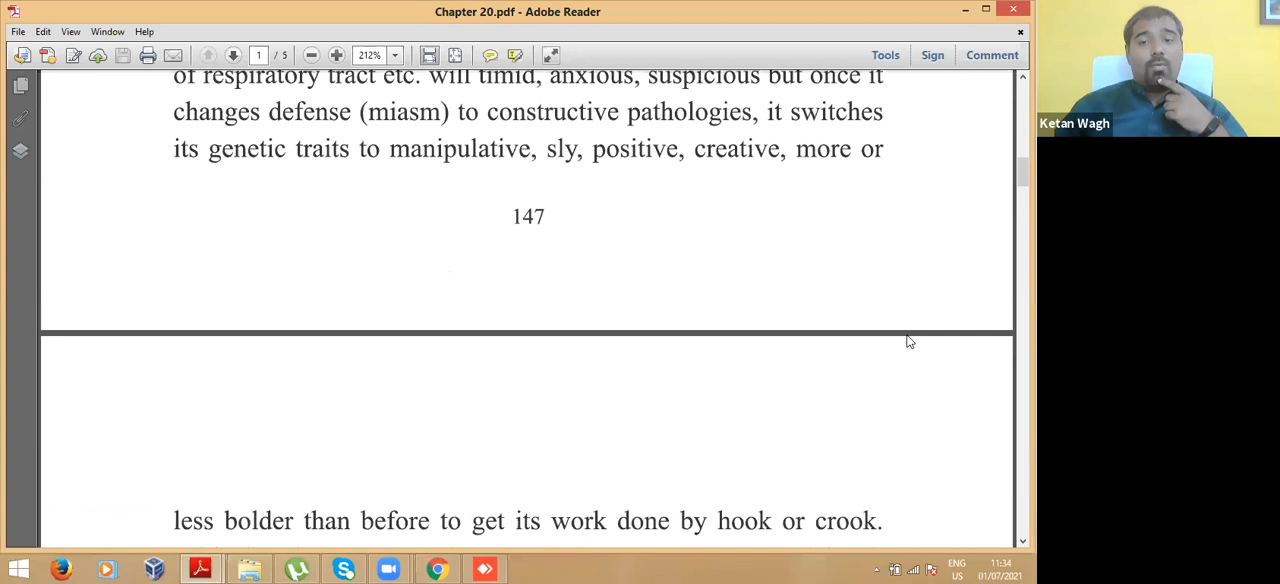 Chapter 20.pdf - Adobe Reader
File Edit View Window Help
1 / 5 212% Tools Sign Comment
of respiratory tract etc. will timid, anxious, suspicious but once it
changes defense (miasm) to constructive pathologies, it switches
its genetic traits to manipulative, sly, positive, creative, more or
147
less bolder than before to get its work done by hook or crook.
Ketan Wagh
ENG 11:34
US 01/07/2021